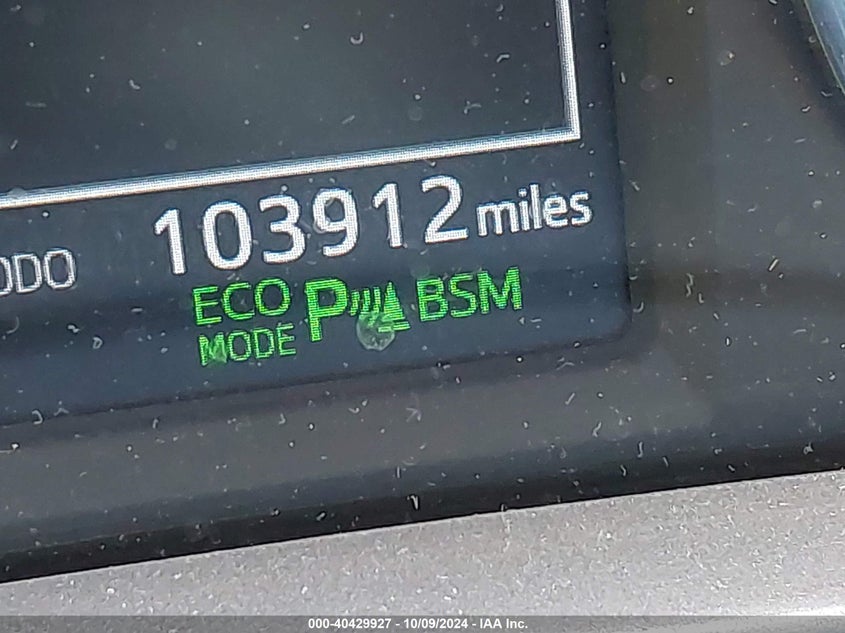 ODO 103912 miles
ECO MODE P BSM
000-40429927 - 10/09/2024 - IAA Inc.